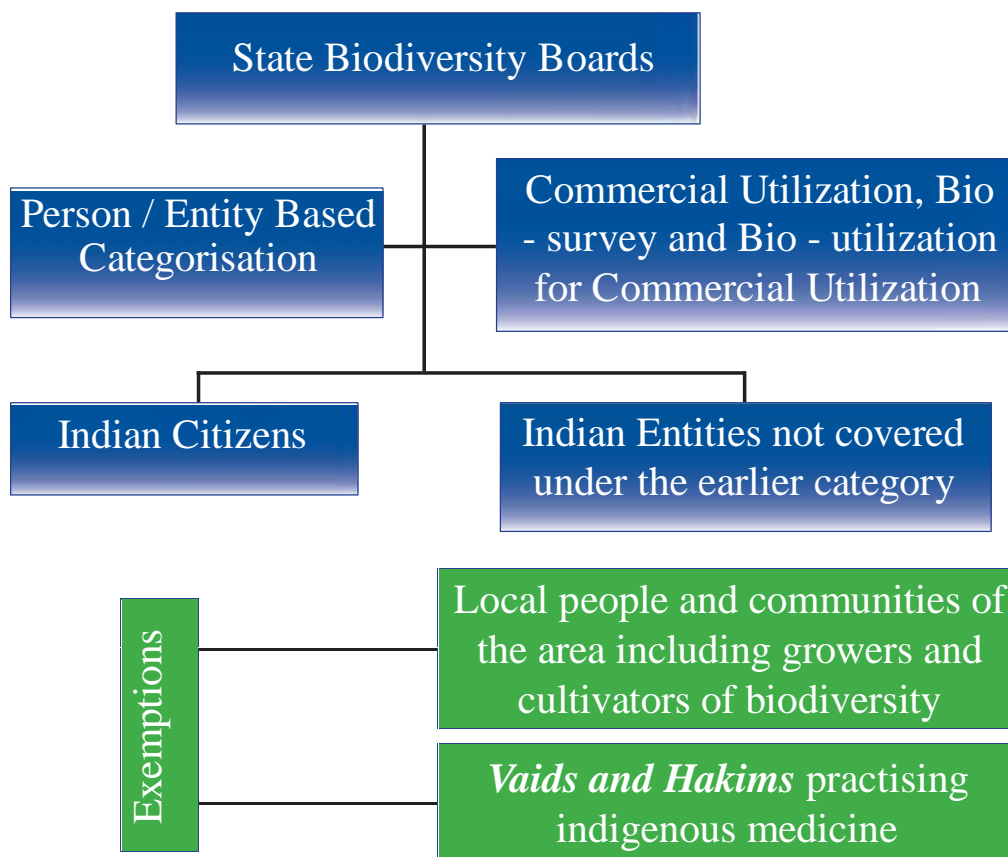 State Biodiversity Boards
Person / Entity Based
Categorisation
Commercial Utilization, Bio
- survey and Bio - utilization
for Commercial Utilization
Indian Citizens
Indian Entities not covered
under the earlier category
Exemptions
Local people and communities of
the area including growers and
cultivators of biodiversity
Vaids and Hakims practising
indigenous medicine